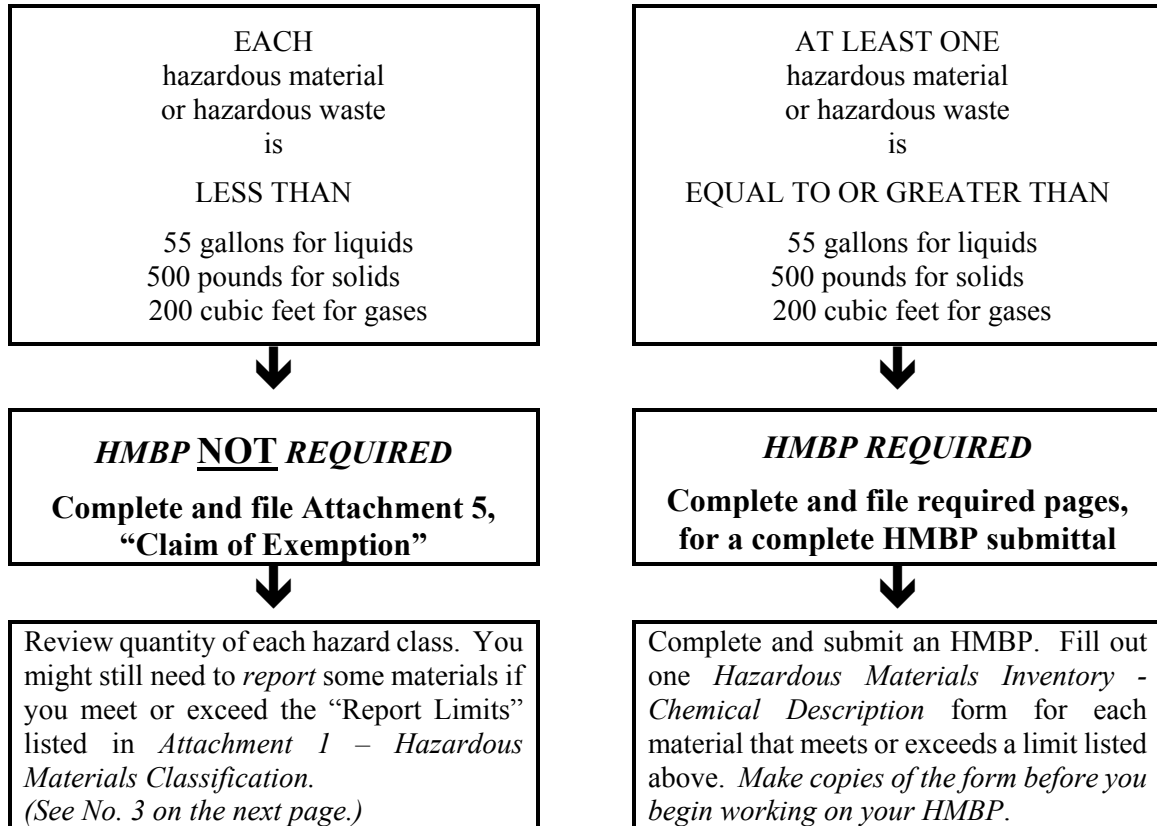 EACH
hazardous material
or hazardous waste
is
LESS THAN
55 gallons for liquids
500 pounds for solids
200 cubic feet for gases
HMBP NOT REQUIRED
Complete and file Attachment 5,
“Claim of Exemption”
Review quantity of each hazard class. You
might still need to report some materials if
you meet or exceed the “Report Limits”
listed in Attachment 1 – Hazardous
Materials Classification.
(See No. 3 on the next page.)
AT LEAST ONE
hazardous material
or hazardous waste
is
EQUAL TO OR GREATER THAN
55 gallons for liquids
500 pounds for solids
200 cubic feet for gases
HMBP REQUIRED
Complete and file required pages,
for a complete HMBP submittal
Complete and submit an HMBP. Fill out
one Hazardous Materials Inventory -
Chemical Description form for each
material that meets or exceeds a limit listed
above. Make copies of the form before you
begin working on your HMBP.